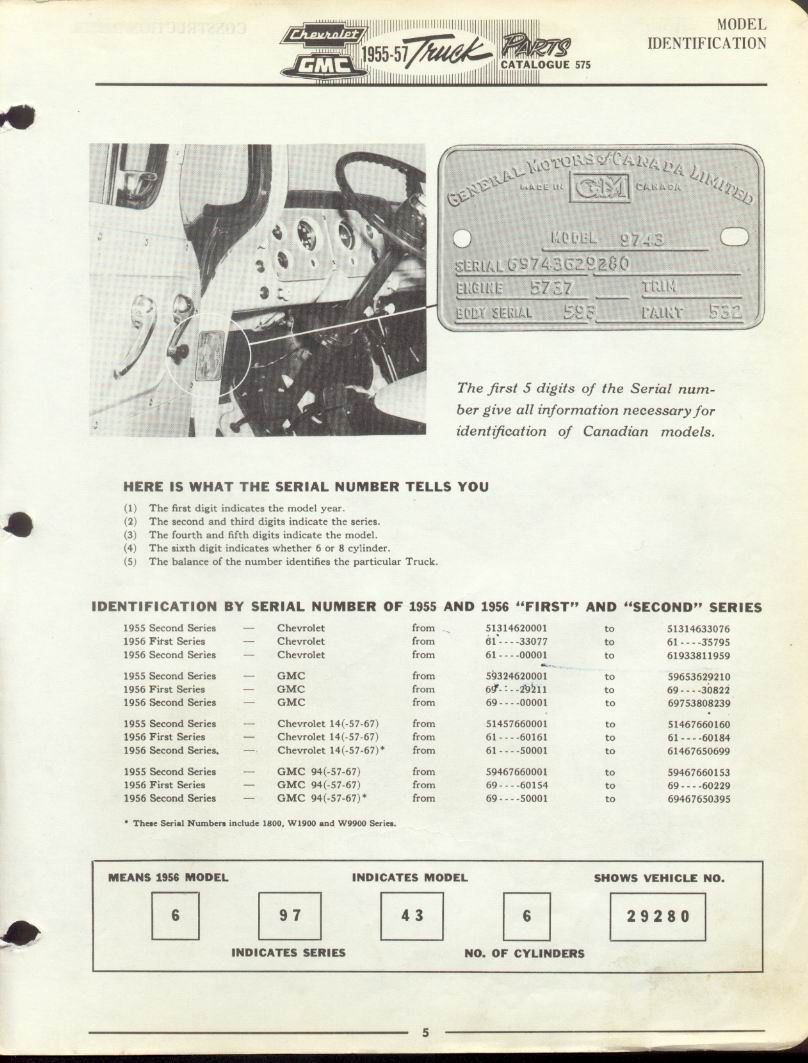 Chevrolet
GMC
1955-57 Truck PARTS
CATALOGUE 575
MODEL
IDENTIFICATION
GENERAL MOTORS of CANADA LIMITED
MADE IN GM CANADA
MODEL 9743
SERIAL 69743629280
ENGINE 5737 TRIM
BODY SERIAL 593 PAINT 532
The first 5 digits of the Serial num-
ber give all information necessary for
identification of Canadian models.
HERE IS WHAT THE SERIAL NUMBER TELLS YOU
(1) The first digit indicates the model year.
(2) The second and third digits indicate the series.
(3) The fourth and fifth digits indicate the model.
(4) The sixth digit indicates whether 6 or 8 cylinder.
(5) The balance of the number identifies the particular Truck.
IDENTIFICATION BY SERIAL NUMBER OF 1955 AND 1956 “FIRST” AND “SECOND” SERIES
1955 Second Series — Chevrolet from 51314620001 to 51314633076
1956 First Series — Chevrolet from 61----33077 to 61----35795
1956 Second Series — Chevrolet from 61----00001 to 61933811959
1955 Second Series — GMC from 59324620001 to 59653629210
1956 First Series — GMC from 69----29211 to 69----30822
1956 Second Series — GMC from 69----00001 to 69753808239
1955 Second Series — Chevrolet 14(-57-67) from 51457660001 to 51467660160
1956 First Series — Chevrolet 14(-57-67) from 61----60161 to 61----60184
1956 Second Series. — Chevrolet 14(-57-67)* from 61----50001 to 61467650699
1955 Second Series — GMC 94(-57-67) from 59467660001 to 59467660153
1956 First Series — GMC 94(-57-67) from 69----60154 to 69----60229
1956 Second Series — GMC 94(-57-67)* from 69----50001 to 69467650395
* These Serial Numbers include 1800, W1900 and W9900 Series.
MEANS 1956 MODEL INDICATES MODEL SHOWS VEHICLE NO.
6 97 43 6 29280
INDICATES SERIES NO. OF CYLINDERS
5